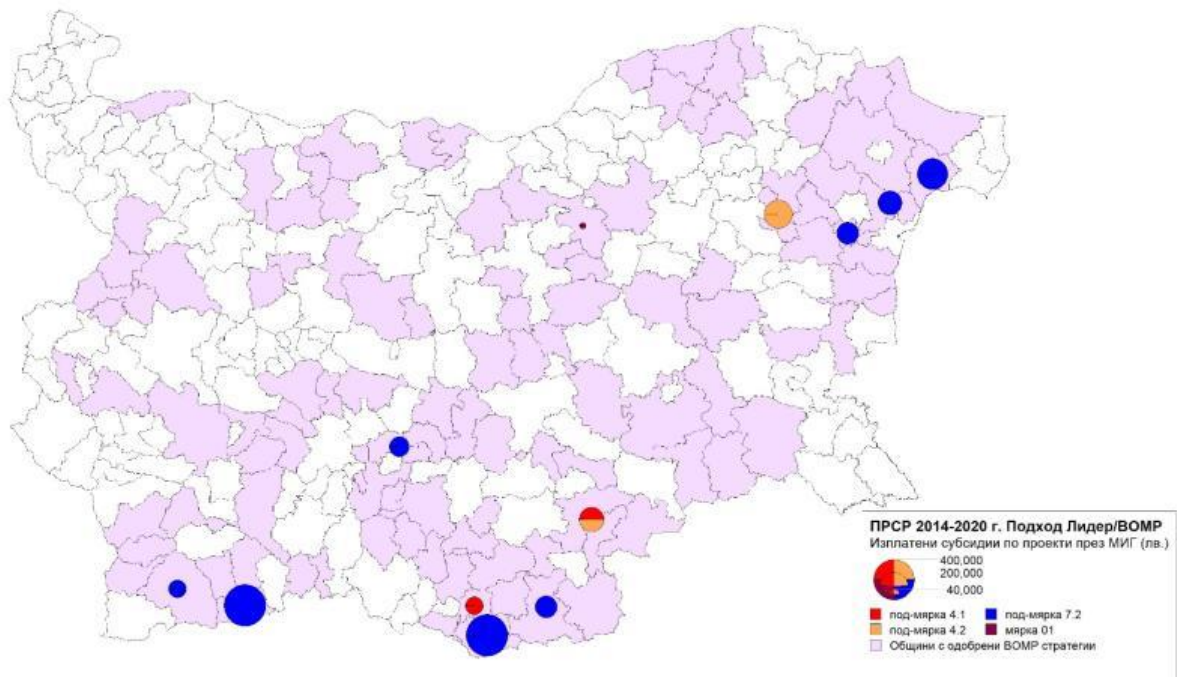 ПРСР 2014-2020 г. Подход Лидер/ВОМР
Изплатени субсидии по проекти през МИГ (лв.)
400,000
200,000
40,000
под-мярка 4.1
под-мярка 7.2
под-мярка 4.2
мярка 01
Общини с одобрени ВОМР стратегии